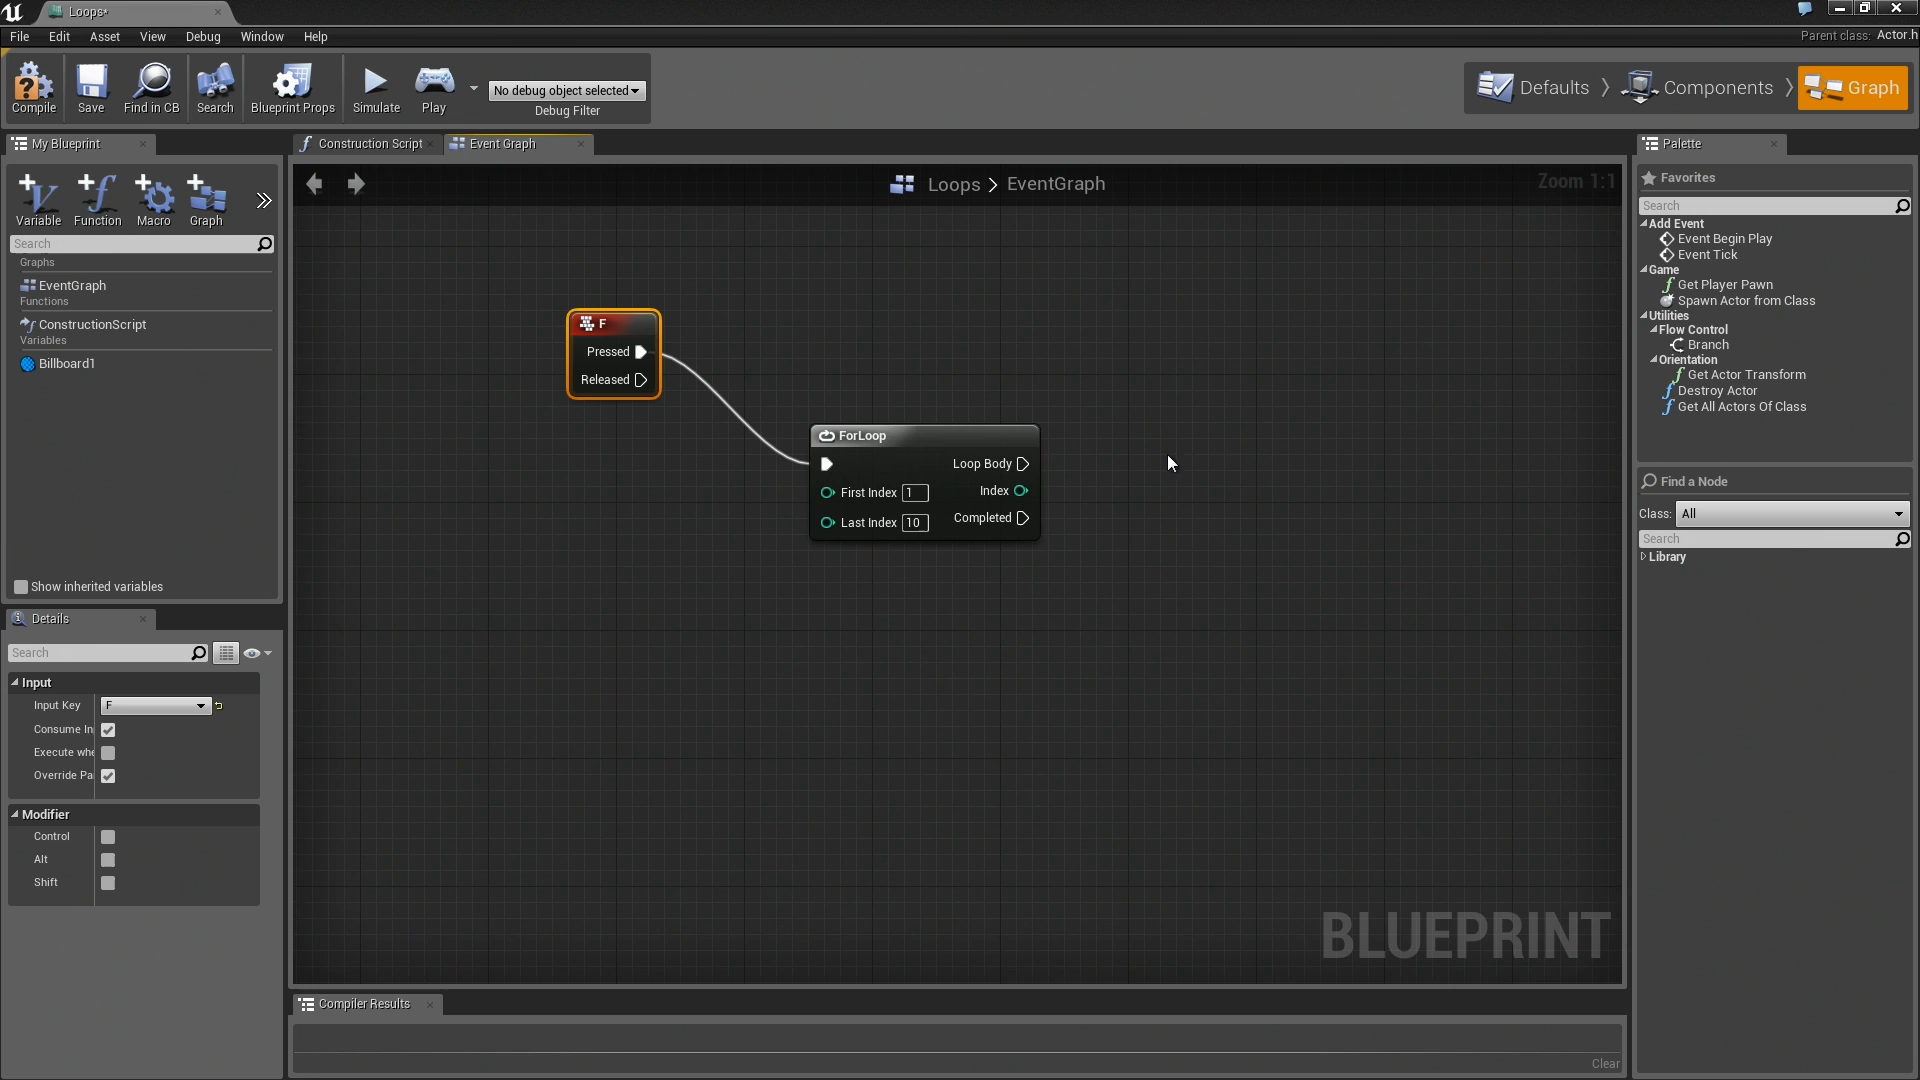 Loops*
File Edit Asset View Debug Window Help
Parent class: Actor.h
Compile
Save
Find in CB
Search
Blueprint Props
Simulate
Play
No debug object selected
Debug Filter
Defaults
Components
Graph
My Blueprint
Variable
Function
Macro
Graph
Search
Graphs
EventGraph
Functions
ConstructionScript
Variables
Billboard1
Show inherited variables
Details
Search
Input
Input Key F
Consume In
Execute whe
Override Pa
Modifier
Control
Alt
Shift
Construction Script
Event Graph
Loops > EventGraph
Zoom 1:1
F
Pressed
Released
ForLoop
Loop Body
First Index 1
Index
Last Index 10
Completed
BLUEPRINT
Compiler Results
Clear
Palette
Favorites
Search
Add Event
Event Begin Play
Event Tick
Game
Get Player Pawn
Spawn Actor from Class
Utilities
Flow Control
Branch
Orientation
Get Actor Transform
Destroy Actor
Get All Actors Of Class
Find a Node
Class: All
Search
Library